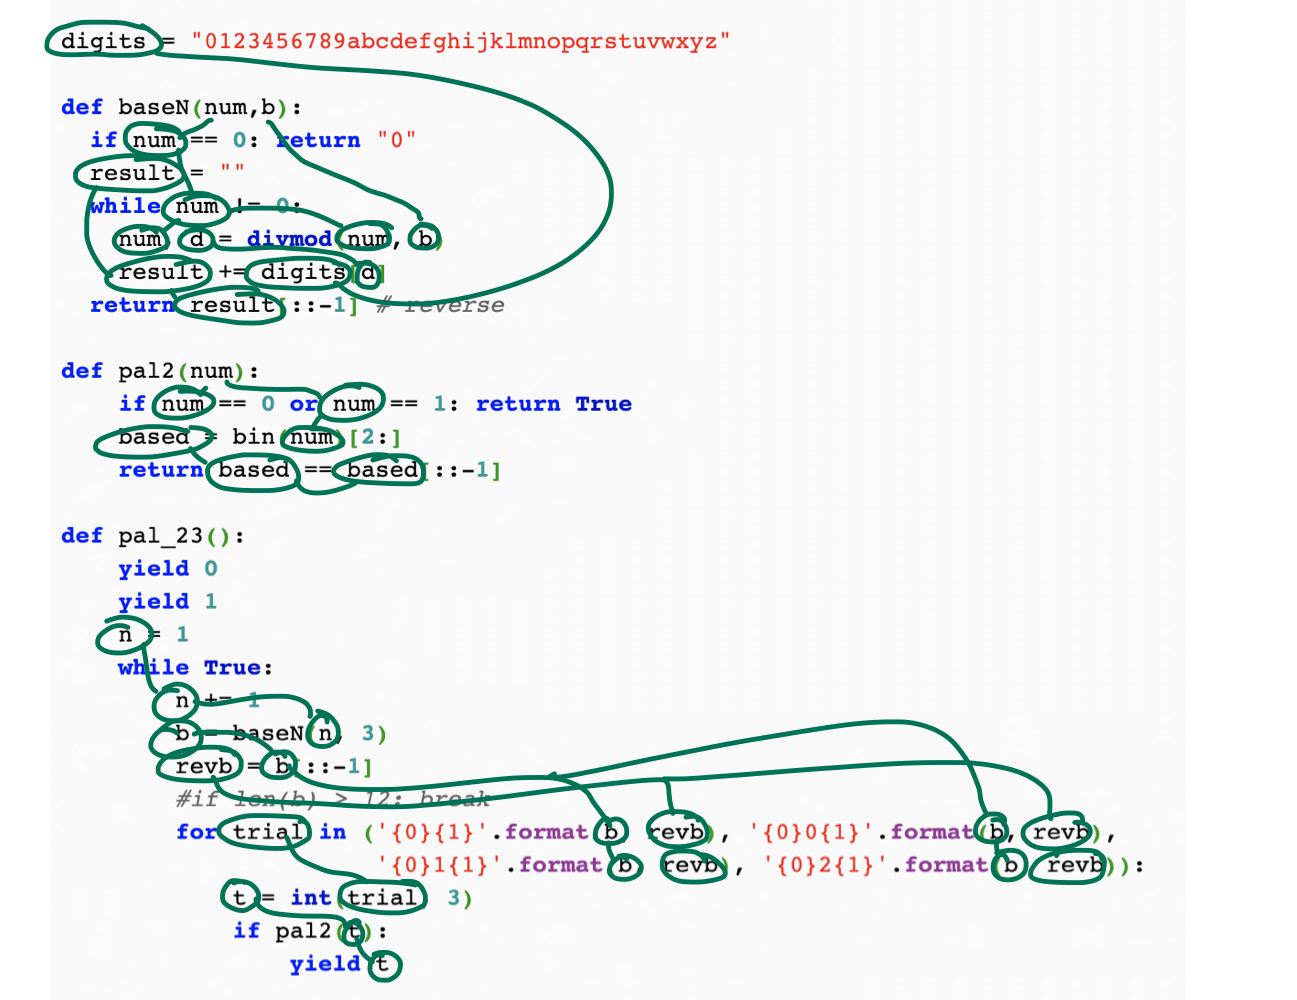 digits = "0123456789abcdefghijklmnopqrstuvwxyz"
def baseN(num,b):
if num == 0: return "0"
result = ""
while num != 0:
num, d = divmod(num, b)
result += digits[d]
return result[::-1] # reverse
def pal2(num):
if num == 0 or num == 1: return True
based = bin(num)[2:]
return based == based[::-1]
def pal_23():
yield 0
yield 1
n = 1
while True:
n += 1
b = baseN(n, 3)
revb = b[::-1]
#if len(b) > 12: break
for trial in ('{0}{1}'.format(b, revb), '{0}0{1}'.format(b, revb),
'{0}1{1}'.format(b, revb), '{0}2{1}'.format(b, revb)):
t = int(trial, 3)
if pal2(t):
yield t